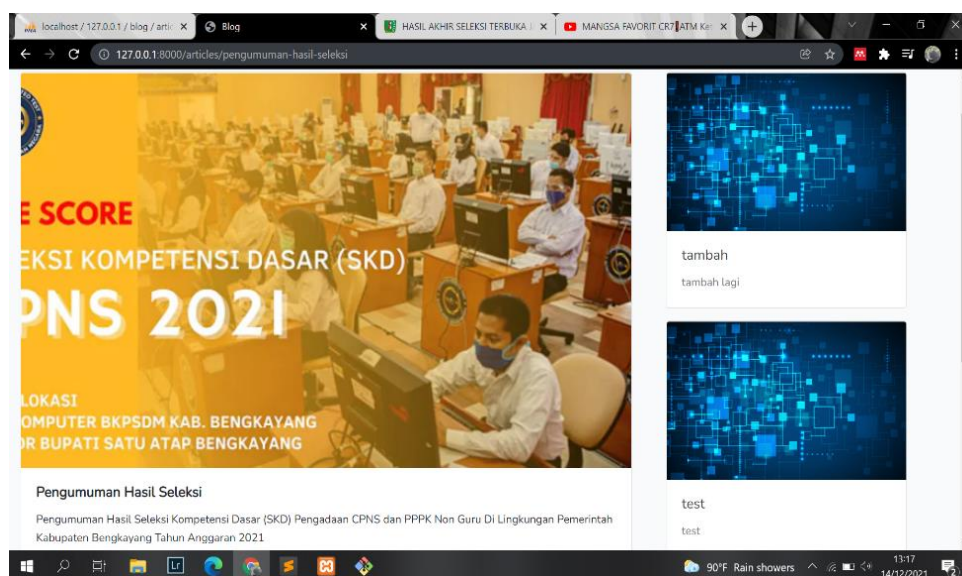 localhost / 127.0.0.1 / blog / artic
Blog
HASIL AKHIR SELEKSI TERBUKA
MANGSA FAVORIT CR7 ATM Ke
127.0.0.1:8000/articles/pengumuman-hasil-seleksi
E SCORE
EKSI KOMPETENSI DASAR (SKD)
PNS 2021
LOKASI
OMPUTER BKPSDM KAB. BENGKAYANG
OR BUPATI SATU ATAP BENGKAYANG
Pengumuman Hasil Seleksi
Pengumuman Hasil Seleksi Kompetensi Dasar (SKD) Pengadaan CPNS dan PPPK Non Guru Di Lingkungan Pemerintah
Kabupaten Bengkayang Tahun Anggaran 2021
tambah
tambah lagi
test
test
Lr
90°F Rain showers
13:17
14/12/2021
2